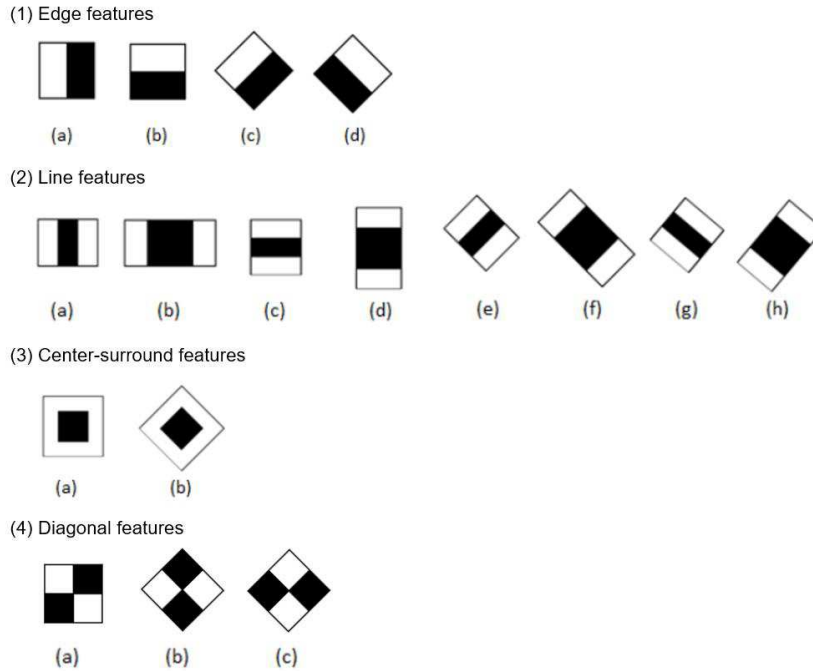 (1) Edge features
(a) (b) (c) (d)
(2) Line features
(a) (b) (c) (d) (e) (f) (g) (h)
(3) Center-surround features
(a) (b)
(4) Diagonal features
(a) (b) (c)